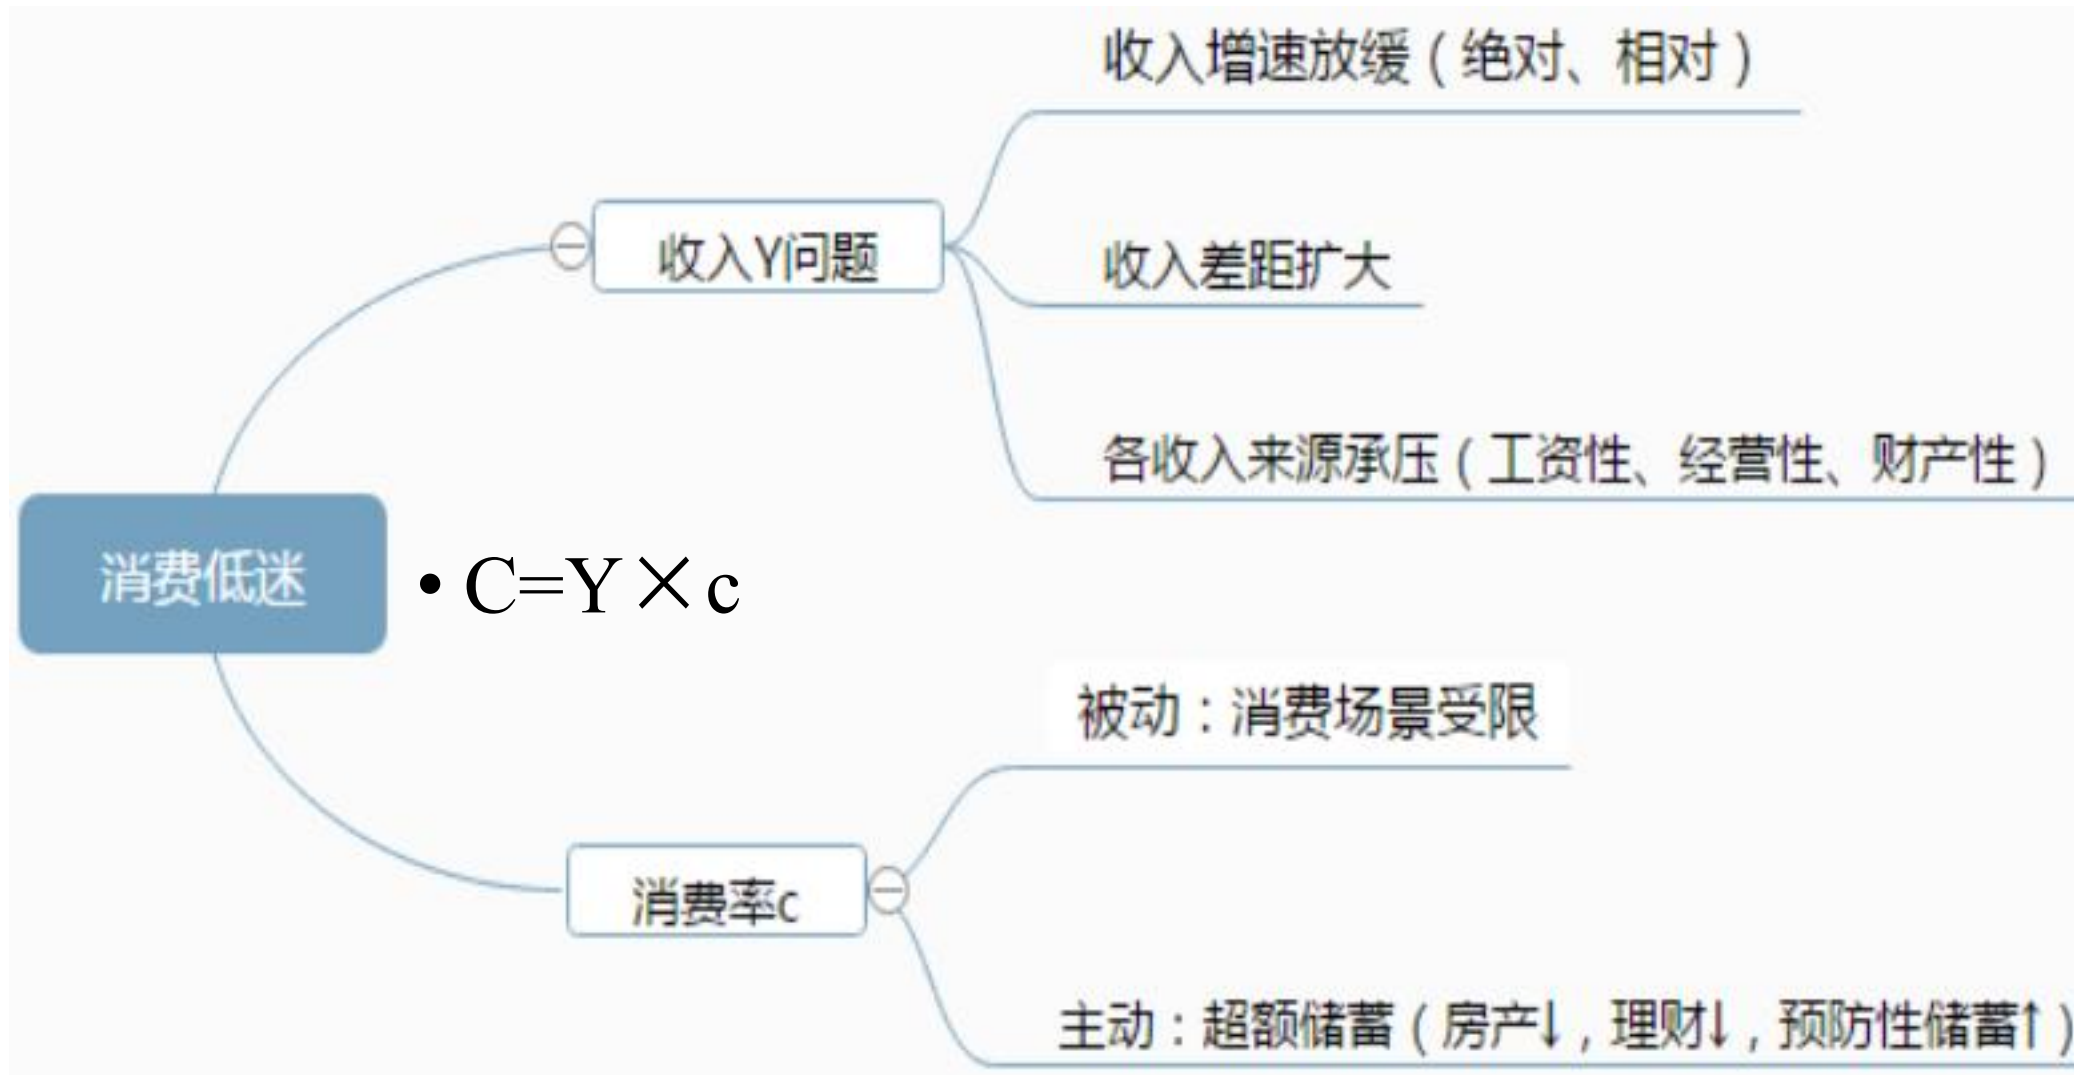 收入增速放缓（绝对、相对）
收入Y问题
收入差距扩大
各收入来源承压（工资性、经营性、财产性）
消费低迷
• C=Y×c
被动：消费场景受限
消费率c
主动：超额储蓄（房产↓，理财↓，预防性储蓄↑）